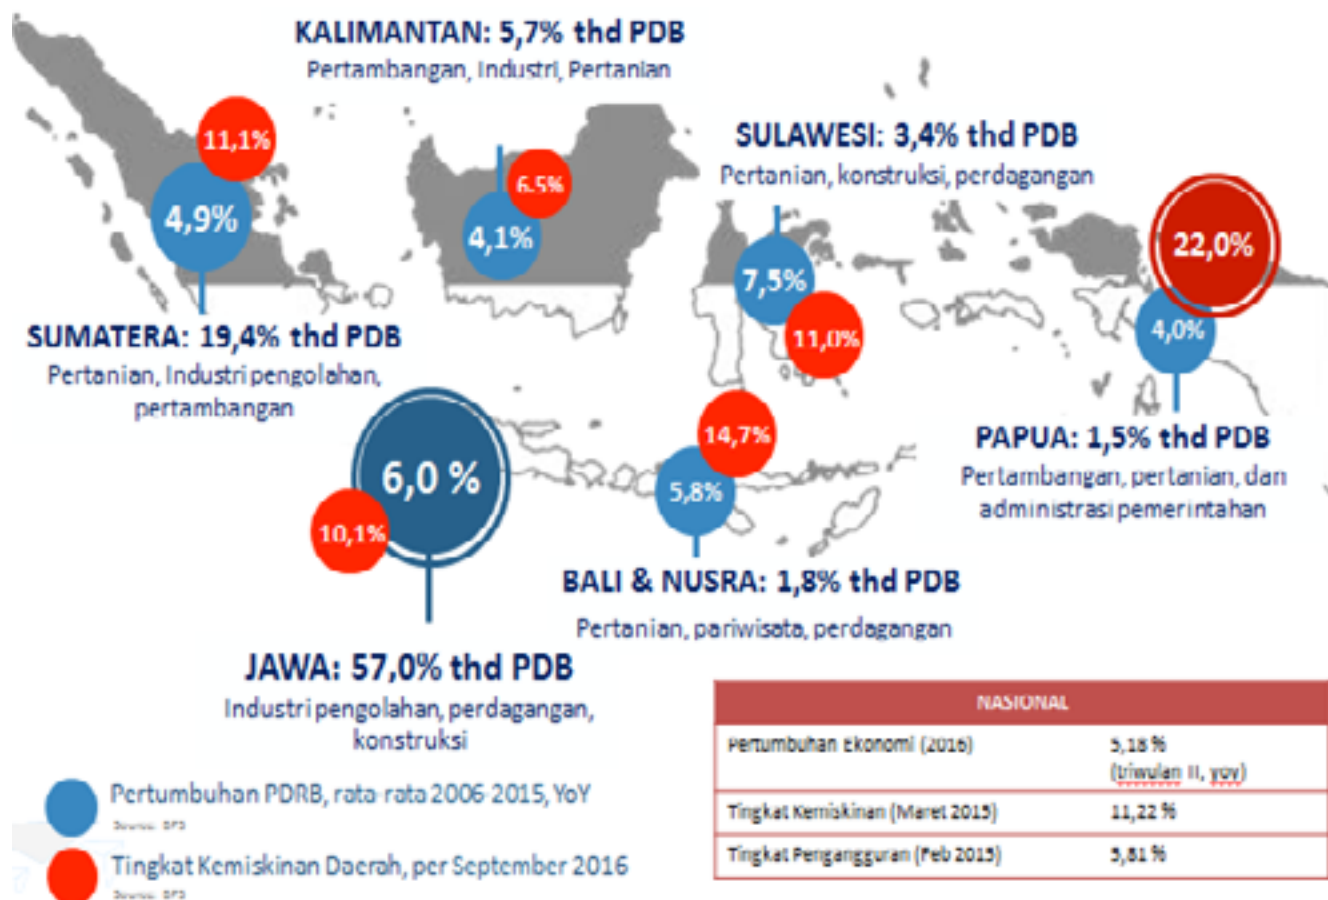 KALIMANTAN: 5,7% thd PDB
Pertambangan, Industri, Pertanian
11,1%
4,9%
6.5%
4,1%
SULAWESI: 3,4% thd PDB
Pertanian, konstruksi, perdagangan
7,5%
11,0%
22,0%
4,0%
SUMATERA: 19,4% thd PDB
Pertanian, Industri pengolahan,
pertambangan
6,0 %
10,1%
14,7%
5,8%
PAPUA: 1,5% thd PDB
Pertambangan, pertanian, dan
administrasi pemerintahan
BALI & NUSRA: 1,8% thd PDB
Pertanian, pariwisata, perdagangan
JAWA: 57,0% thd PDB
Industri pengolahan, perdagangan,
konstruksi
Pertumbuhan PDRB, rata-rata 2006-2015, YoY
Source: BPS
Tingkat Kemiskinan Daerah, per September 2016
Source: BPS
NASIONAL
Pertumbuhan Ekonomi (2016) 5,18 %
(triwulan II, yoy)
Tingkat Kemiskinan (Maret 2015) 11,22 %
Tingkat Pengangguran (Feb 2015) 5,81 %